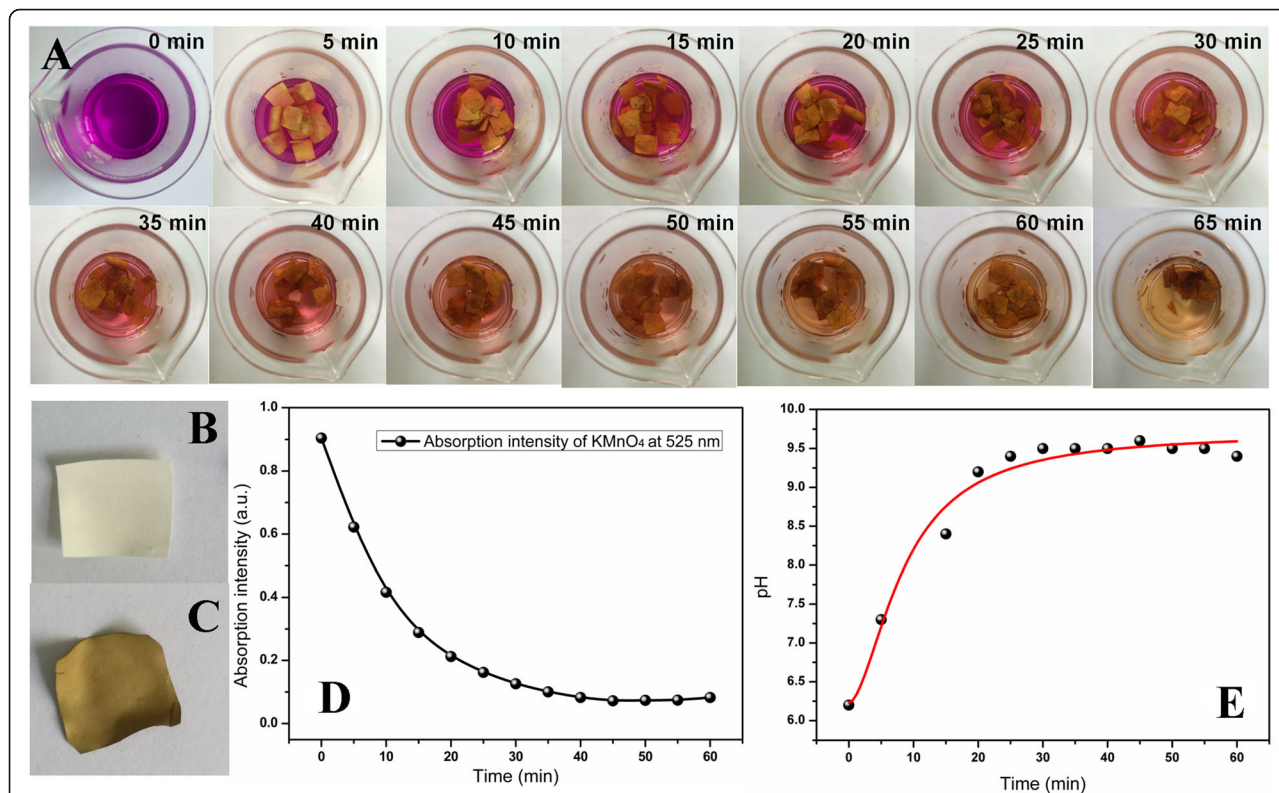 A
0 min
5 min
10 min
15 min
20 min
25 min
30 min
35 min
40 min
45 min
50 min
55 min
60 min
65 min
B
C
1.0
0.8
0.6
0.4
0.2
0.0
Absorption intensity (a.u.)
Absorption intensity of KMnO₄ at 525 nm
D
0 10 20 30 40 50 60
Time (min)
10.0
9.5
9.0
8.5
8.0
7.5
7.0
6.5
6.0
pH
E
0 10 20 30 40 50 60
Time (min)